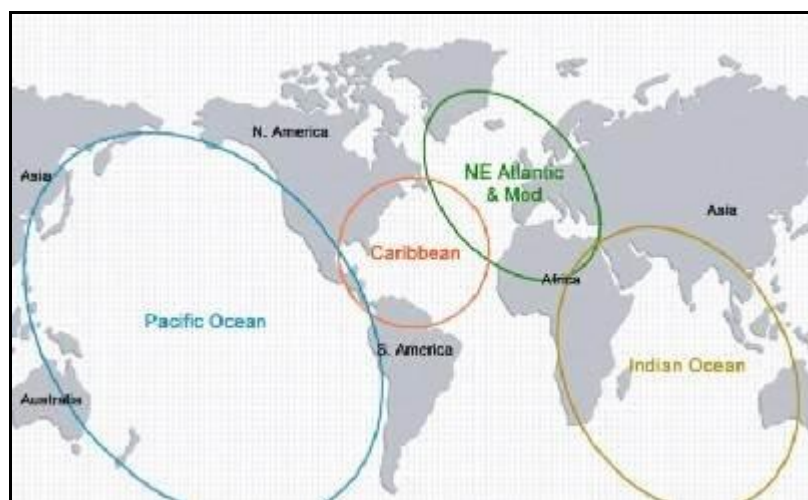 N. America
Asia
NE Atlantic
& Med
Asia
Caribbean
Africa
Pacific Ocean
S. America
Indian Ocean
Australia